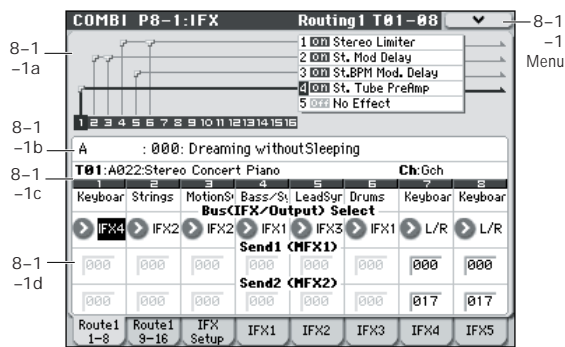 COMBI P8-1:IFX Routing1 T01-08
8-1
-1
Menu
8-1
-1a
1 On Stereo Limiter
2 On St. Mod Delay
3 On St.BPM Mod. Delay
4 On St. Tube PreAmp
5 Off No Effect
1 2 3 4 5 6 7 8 9 10 11 12 13 14 15 16
8-1
-1b
A :000: Dreaming withoutSleeping
T01:A022:Stereo Concert Piano Ch:Gch
8-1
-1c
1 2 3 4 5 6 7 8
Keyboar Strings MotionS Bass/Sy LeadSyr Drums Keyboar Keyboar
Bus(IFX/Output) Select
IFX4 IFX2 IFX2 IFX1 IFX3 IFX1 L/R L/R
Send1 (MFX1)
8-1
-1d
000 000 000 000 000 000 000 000
Send2 (MFX2)
000 000 000 000 000 000 017 017
Route1 1-8
Route1 9-16
IFX Setup
IFX1
IFX2
IFX3
IFX4
IFX5